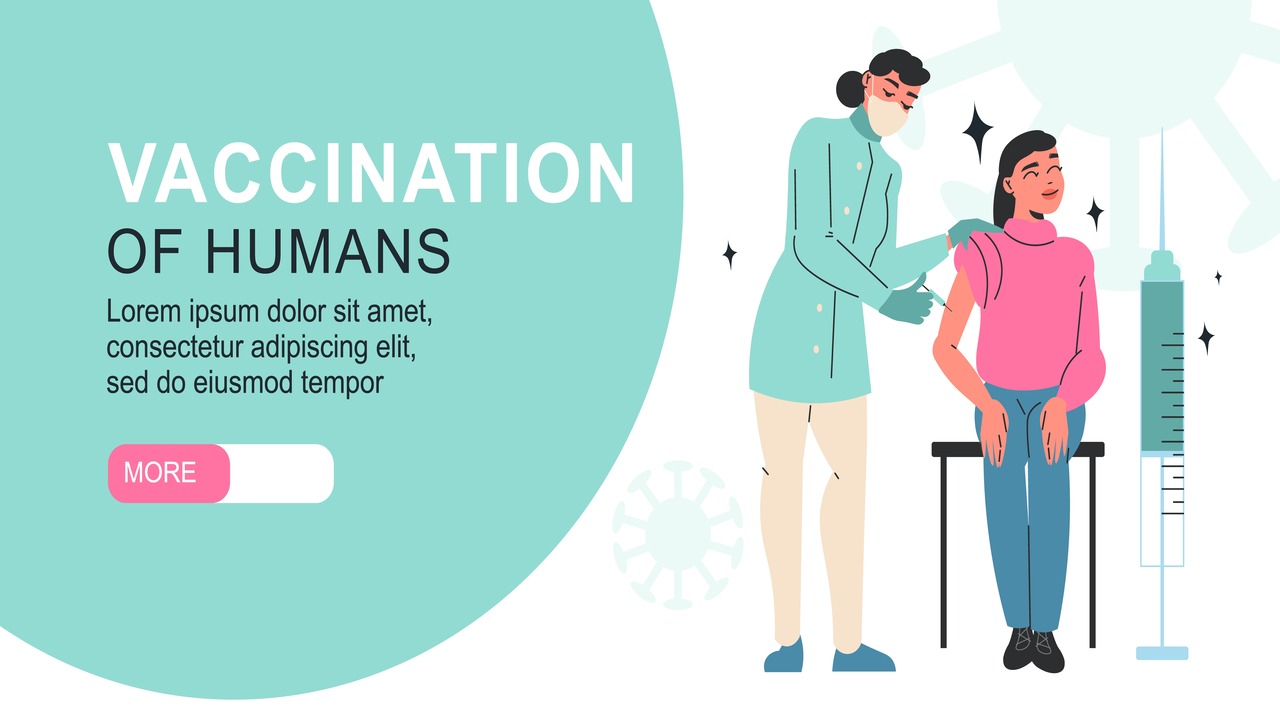 VACCINATION
OF HUMANS
Lorem ipsum dolor sit amet,
consectetur adipiscing elit,
sed do eiusmod tempor
MORE